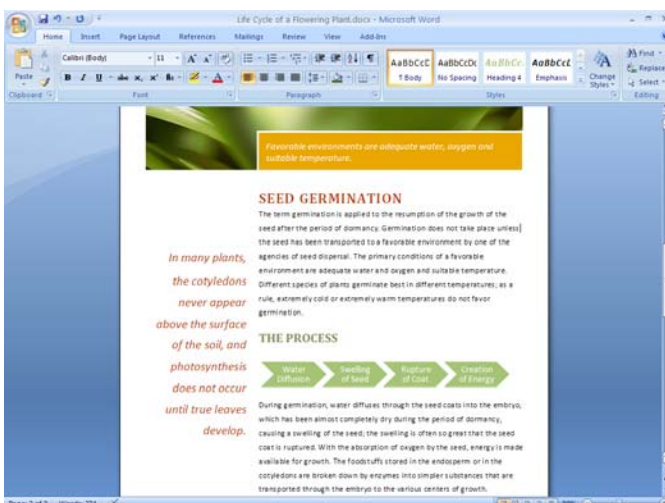 Life Cycle of a Flowering Plant.docx - Microsoft Word
Home Insert Page Layout References Mailings Review View Add-Ins
Calibri (Body) 11
Paste
AaBbCcD AaBbCcDc AaBbCc. AaBbCcL
¶ Body No Spacing Heading 4 Emphasis
Change Styles
Find
Replace
Select
Clipboard Font Paragraph Styles Editing
Favorable environments are adequate water, oxygen and
suitable temperature.
SEED GERMINATION
The term germination is applied to the resumption of the growth of the
seed after the period of dormancy. Germination does not take place unless
the seed has been transported to a favorable environment by one of the
agencies of seed dispersal. The primary conditions of a favorable
environment are adequate water and oxygen and suitable temperature.
Different species of plants germinate best in different temperatures; as a
rule, extremely cold or extremely warm temperatures do not favor
germination.
In many plants,
the cotyledons
never appear
above the surface
of the soil, and
photosynthesis
does not occur
until true leaves
develop.
THE PROCESS
Water
Diffusion
Swelling
of Seed
Rupture
of Coat
Creation
of Energy
During germination, water diffuses through the seed coats into the embryo,
which has been almost completely dry during the period of dormancy,
causing a swelling of the seed; the swelling is often so great that the seed
coat is ruptured. With the absorption of oxygen by the seed, energy is made
available for growth. The foodstuffs stored in the endosperm or in the
cotyledons are broken down by enzymes into simpler substances that are
transported through the embryo to the various centers of growth.